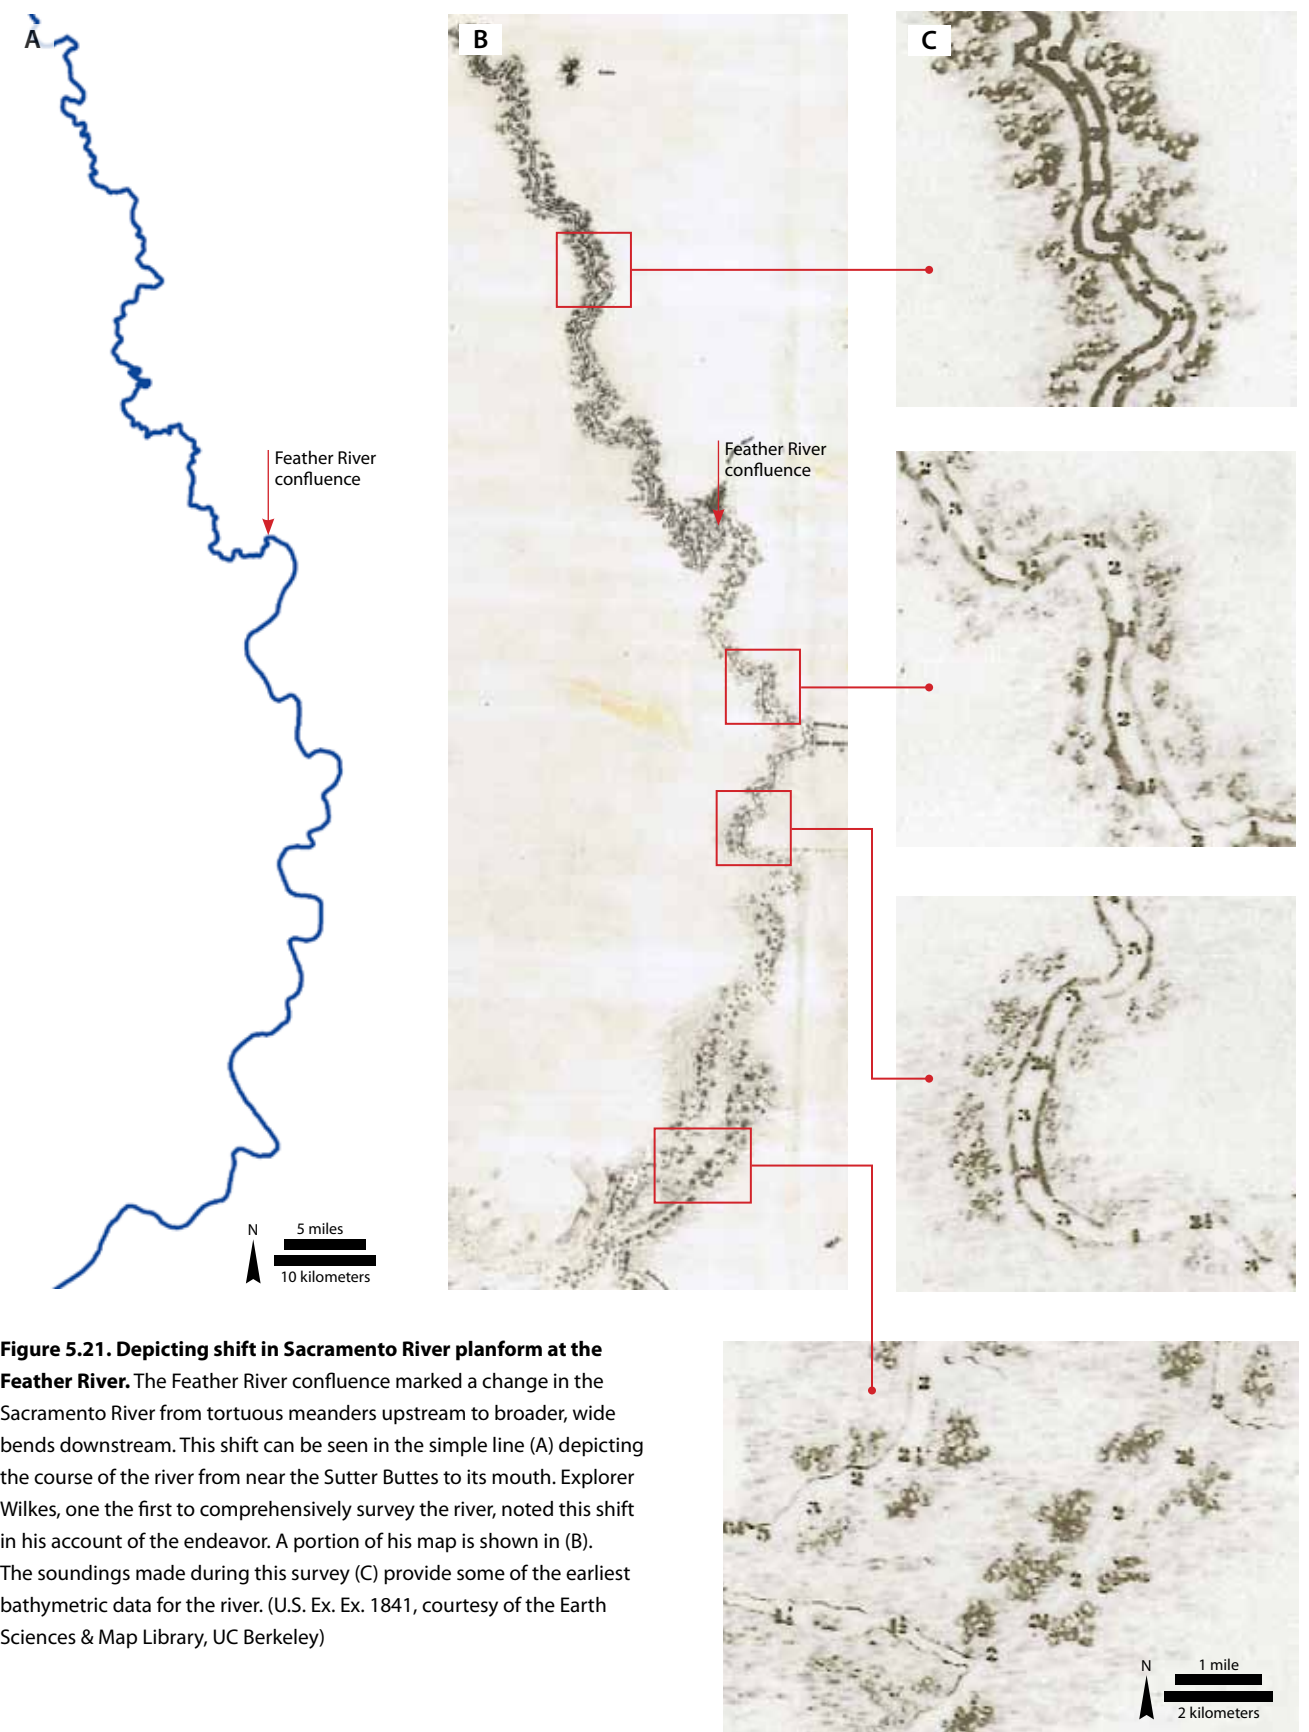 A
B
C
Feather River
confluence
Feather River
confluence
N
5 miles
10 kilometers
Figure 5.21. Depicting shift in Sacramento River planform at the
Feather River. The Feather River confluence marked a change in the
Sacramento River from tortuous meanders upstream to broader, wide
bends downstream. This shift can be seen in the simple line (A) depicting
the course of the river from near the Sutter Buttes to its mouth. Explorer
Wilkes, one the first to comprehensively survey the river, noted this shift
in his account of the endeavor. A portion of his map is shown in (B).
The soundings made during this survey (C) provide some of the earliest
bathymetric data for the river. (U.S. Ex. Ex. 1841, courtesy of the Earth
Sciences & Map Library, UC Berkeley)
N
1 mile
2 kilometers